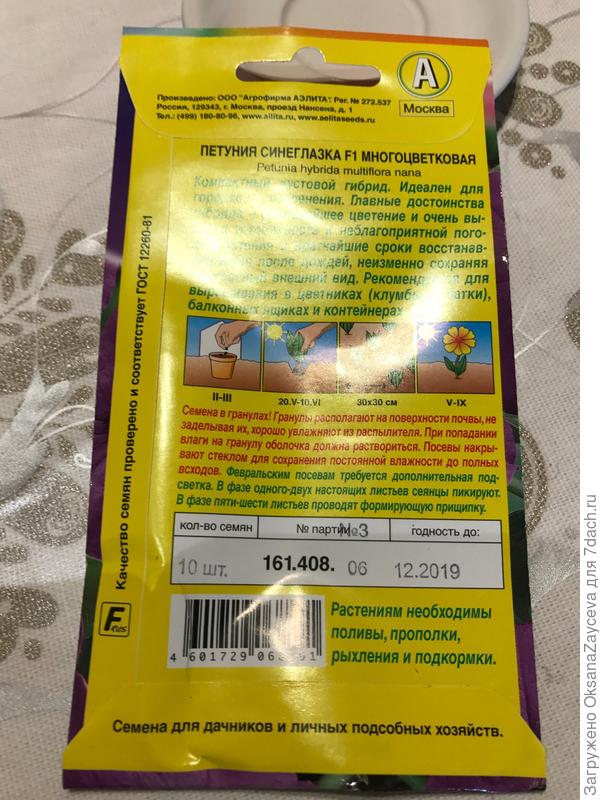 А
Москва
Произведено: ООО "Агрофирма АЭЛИТА". Рег. № 272.537
Россия, 129343, г. Москва, проезд Нансена, д. 1
Тел.: (499) 180-80-96, www.ailita.ru, www.aelitaseeds.ru
ПЕТУНИЯ СИНЕГЛАЗКА F1 МНОГОЦВЕТКОВАЯ
Petunia hybrida multiflora nana
Компактный кустовой гибрид. Идеален для
Главные достоинства
цветение и очень вы-
и неблагоприятной пого-
кратчайшие сроки восстанав-
после дождей, неизменно сохраняя
внешний вид. Рекомендуется для
выращивания в цветниках (клумбы,
балконных ящиках и контейнерах
II-III
20.V-10.VI
30х30 см
V-IX
Семена в гранулах! Гранулы располагают на поверхности почвы, не
заделывая их, хорошо увлажняют из распылителя. При попадании
влаги на гранулу оболочка должна раствориться. Посевы накры-
вают стеклом для сохранения постоянной влажности до полных
всходов. Февральским посевам требуется дополнительная под-
светка. В фазе одного-двух настоящих листьев сеянцы пикируют.
В фазе пяти-шести листьев проводят формирующую прищипку.
кол-во семян
№ партии
№3
годность до:
10 шт.
161.408.
06
12.2019
Растениям необходимы
поливы, прополки,
рыхления и подкормки.
Семена для дачников и личных подсобных хозяйств.
Качество семян проверено и соответствует ГОСТ 12260-81
Загружено OksanaZayceva для 7dach.ru